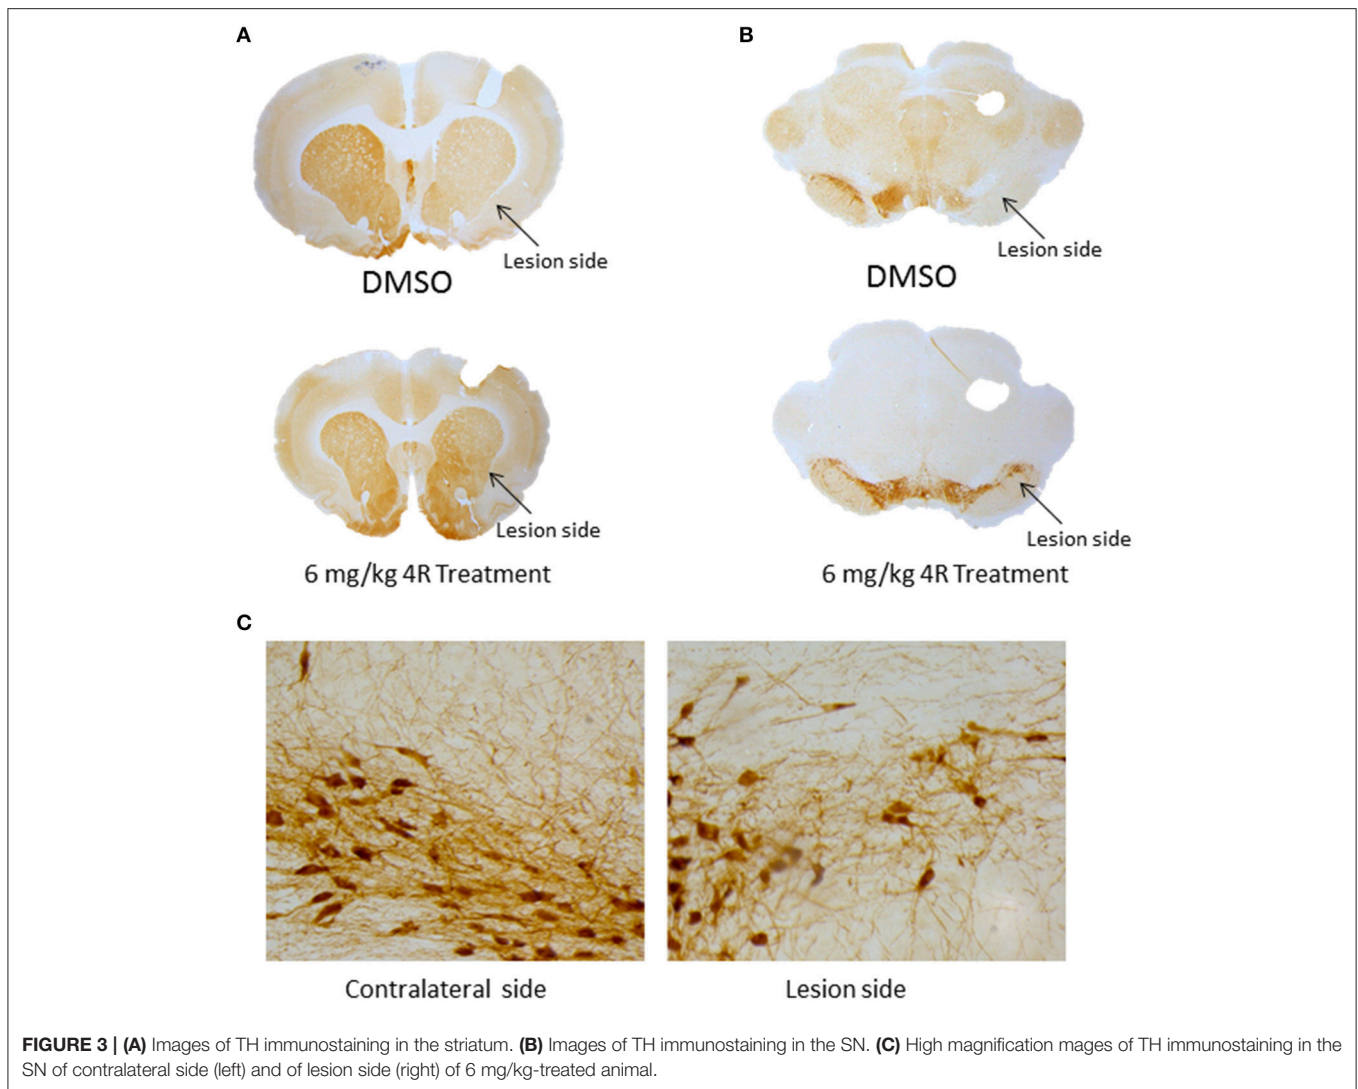 A
B
Lesion side
DMSO
Lesion side
DMSO
Lesion side
6 mg/kg 4R Treatment
Lesion side
6 mg/kg 4R Treatment
C
Contralateral side
Lesion side
FIGURE 3 | (A) Images of TH immunostaining in the striatum. (B) Images of TH immunostaining in the SN. (C) High magnification mages of TH immunostaining in the
SN of contralateral side (left) and of lesion side (right) of 6 mg/kg-treated animal.